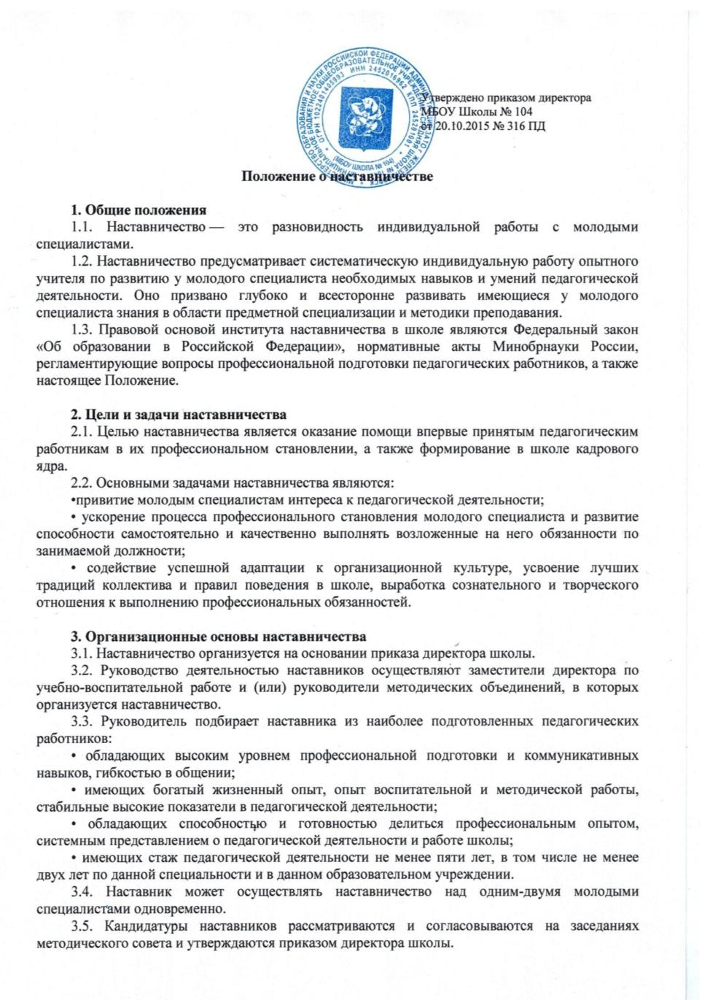 Утверждено приказом директора
МБОУ Школы № 104
от 20.10.2015 № 316 ПД
ОГРН 1022401405993 ИНН 2452016962 КПП 245201001
(МБОУ ШКОЛА № 104)
Положение о наставничестве
1. Общие положения
1.1. Наставничество — это разновидность индивидуальной работы с молодыми
специалистами.
1.2. Наставничество предусматривает систематическую индивидуальную работу опытного
учителя по развитию у молодого специалиста необходимых навыков и умений педагогической
деятельности. Оно призвано глубоко и всесторонне развивать имеющиеся у молодого
специалиста знания в области предметной специализации и методики преподавания.
1.3. Правовой основой института наставничества в школе являются Федеральный закон
«Об образовании в Российской Федерации», нормативные акты Минобрнауки России,
регламентирующие вопросы профессиональной подготовки педагогических работников, а также
настоящее Положение.
2. Цели и задачи наставничества
2.1. Целью наставничества является оказание помощи впервые принятым педагогическим
работникам в их профессиональном становлении, а также формирование в школе кадрового
ядра.
2.2. Основными задачами наставничества являются:
•привитие молодым специалистам интереса к педагогической деятельности;
• ускорение процесса профессионального становления молодого специалиста и развитие
способности самостоятельно и качественно выполнять возложенные на него обязанности по
занимаемой должности;
• содействие успешной адаптации к организационной культуре, усвоение лучших
традиций коллектива и правил поведения в школе, выработка сознательного и творческого
отношения к выполнению профессиональных обязанностей.
3. Организационные основы наставничества
3.1. Наставничество организуется на основании приказа директора школы.
3.2. Руководство деятельностью наставников осуществляют заместители директора по
учебно-воспитательной работе и (или) руководители методических объединений, в которых
организуется наставничество.
3.3. Руководитель подбирает наставника из наиболее подготовленных педагогических
работников:
• обладающих высоким уровнем профессиональной подготовки и коммуникативных
навыков, гибкостью в общении;
• имеющих богатый жизненный опыт, опыт воспитательной и методической работы,
стабильные высокие показатели в педагогической деятельности;
• обладающих способностью и готовностью делиться профессиональным опытом,
системным представлением о педагогической деятельности и работе школы;
• имеющих стаж педагогической деятельности не менее пяти лет, в том числе не менее
двух лет по данной специальности и в данном образовательном учреждении.
3.4. Наставник может осуществлять наставничество над одним-двумя молодыми
специалистами одновременно.
3.5. Кандидатуры наставников рассматриваются и согласовываются на заседаниях
методического совета и утверждаются приказом директора школы.